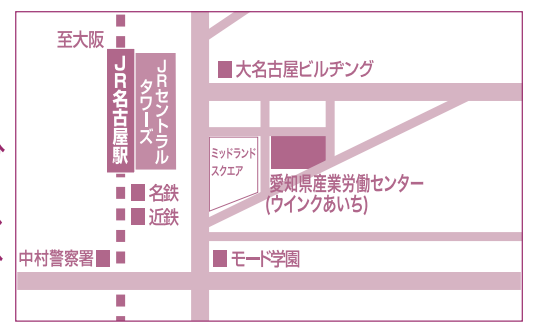 至大阪
JR名古屋駅
JRセントラル
タワーズ
大名古屋ビルヂング
ミッドランド
スクエア
愛知県産業労働センター
(ウインクあいち)
名鉄
近鉄
中村警察署
モード学園